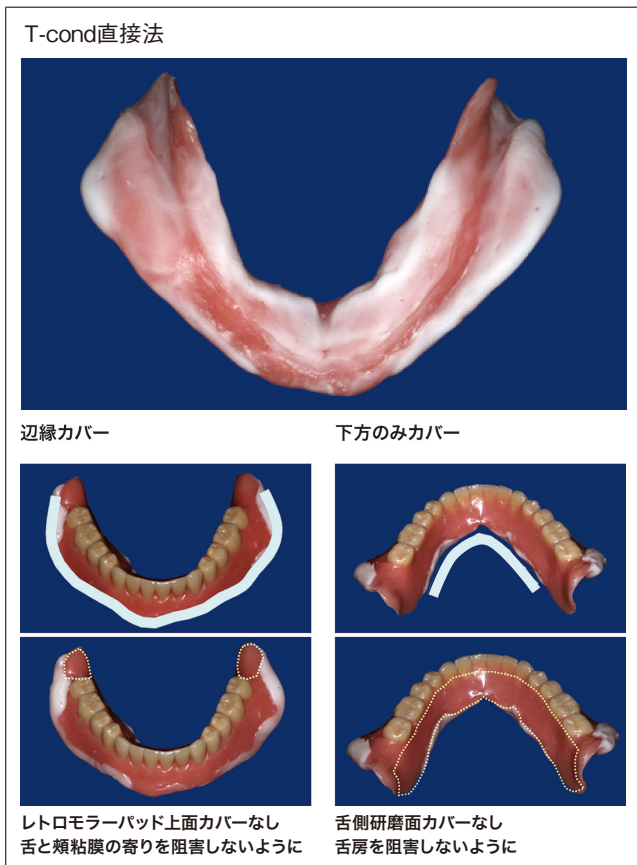 T-cond直接法
辺縁カバー
下方のみカバー
レトロモラーパッド上面カバーなし
舌と頰粘膜の寄りを阻害しないように
舌側研磨面カバーなし
舌房を阻害しないように